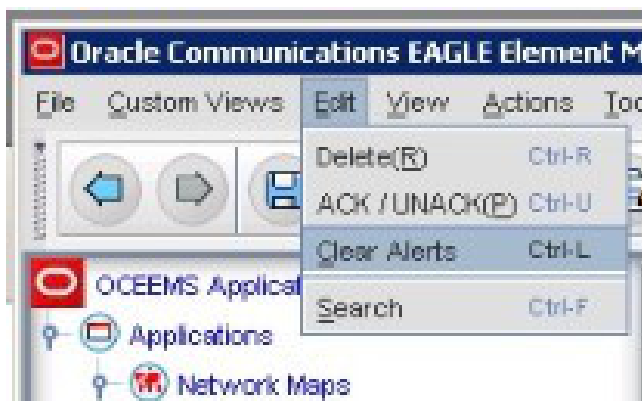 Oracle Communications EAGLE Element M
File Custom Views Edit View Actions Too
Delete(R) Ctrl-R
ACK / UNACK(P) Ctrl-U
Clear Alerts Ctrl-L
Search Ctrl-F
OCEEMS Applicat
Applications
Network Maps